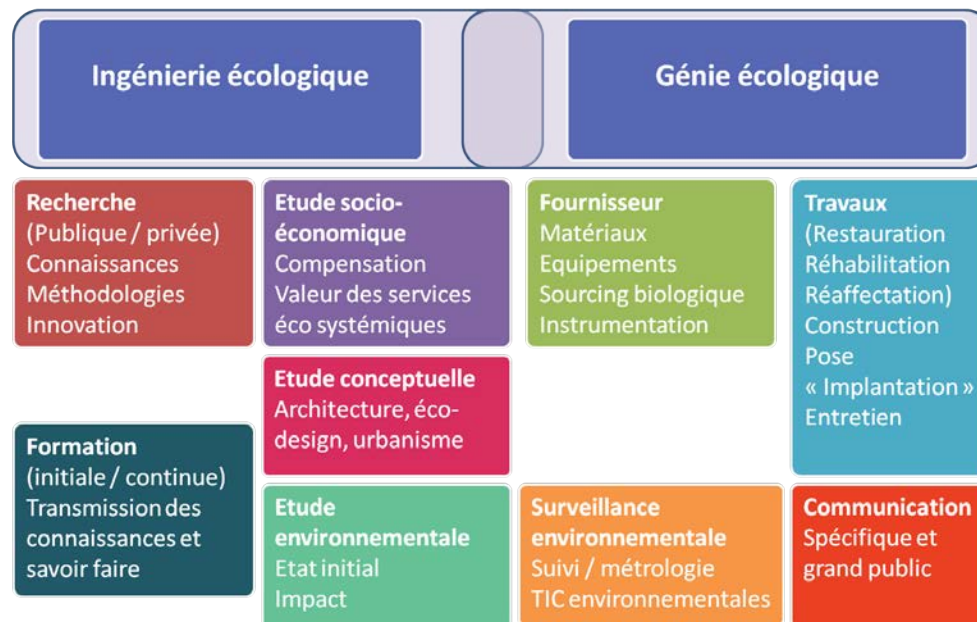 Ingénierie écologique
Génie écologique
Recherche
(Publique / privée)
Connaissances
Méthodologies
Innovation
Etude socio-
économique
Compensation
Valeur des services
éco systémiques
Fournisseur
Matériaux
Equipements
Sourcing biologique
Instrumentation
Travaux
(Restauration
Réhabilitation
Réaffectation)
Construction
Pose
« Implantation »
Entretien
Etude conceptuelle
Architecture, éco-
design, urbanisme
Formation
(initiale / continue)
Transmission des
connaissances et
savoir faire
Etude
environnementale
Etat initial
Impact
Surveillance
environnementale
Suivi / métrologie
TIC environnementales
Communication
Spécifique et
grand public